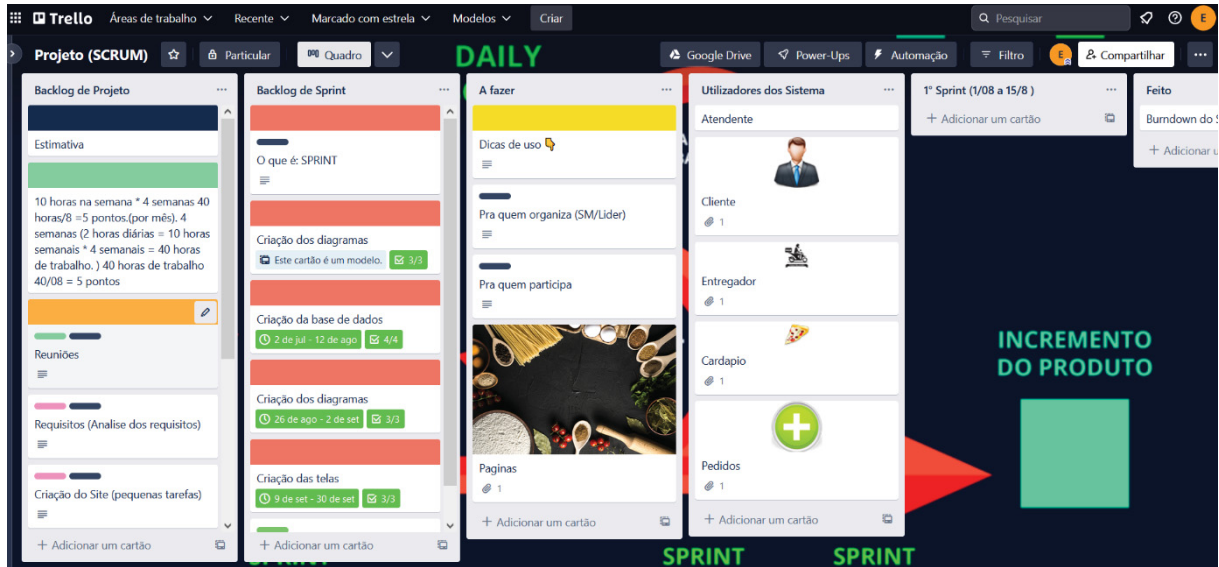 Trello Áreas de trabalho Recente Marcado com estrela Modelos Criar Pesquisar E
Projeto (SCRUM) Particular Quadro DAILY Google Drive Power-Ups Automação Filtro E Compartilhar
Backlog de Projeto
Estimativa
10 horas na semana * 4 semanas 40
horas/8 =5 pontos.(por mês). 4
semanas (2 horas diárias = 10 horas
semanais * 4 semanais = 40 horas
de trabalho. ) 40 horas de trabalho
40/08 = 5 pontos
Reuniões
Requisitos (Analise dos requisitos)
Criação do Site (pequenas tarefas)
+ Adicionar um cartão
Backlog de Sprint
O que é: SPRINT
Criação dos diagramas
Este cartão é um modelo. 3/3
Criação da base de dados
2 de jul - 12 de ago 4/4
Criação dos diagramas
26 de ago - 2 de set 3/3
Criação das telas
9 de set - 30 de set 3/3
+ Adicionar um cartão
A fazer
Dicas de uso 👇
Pra quem organiza (SM/Lider)
Pra quem participa
Paginas
1
+ Adicionar um cartão
Utilizadores dos Sistema
Atendente
Cliente
1
Entregador
1
Cardapio
1
Pedidos
1
+ Adicionar um cartão
1° Sprint (1/08 a 15/8 )
+ Adicionar um cartão
Feito
Burndown do
+ Adicionar
INCREMENTO
DO PRODUTO
SPRINT SPRINT SPRINT